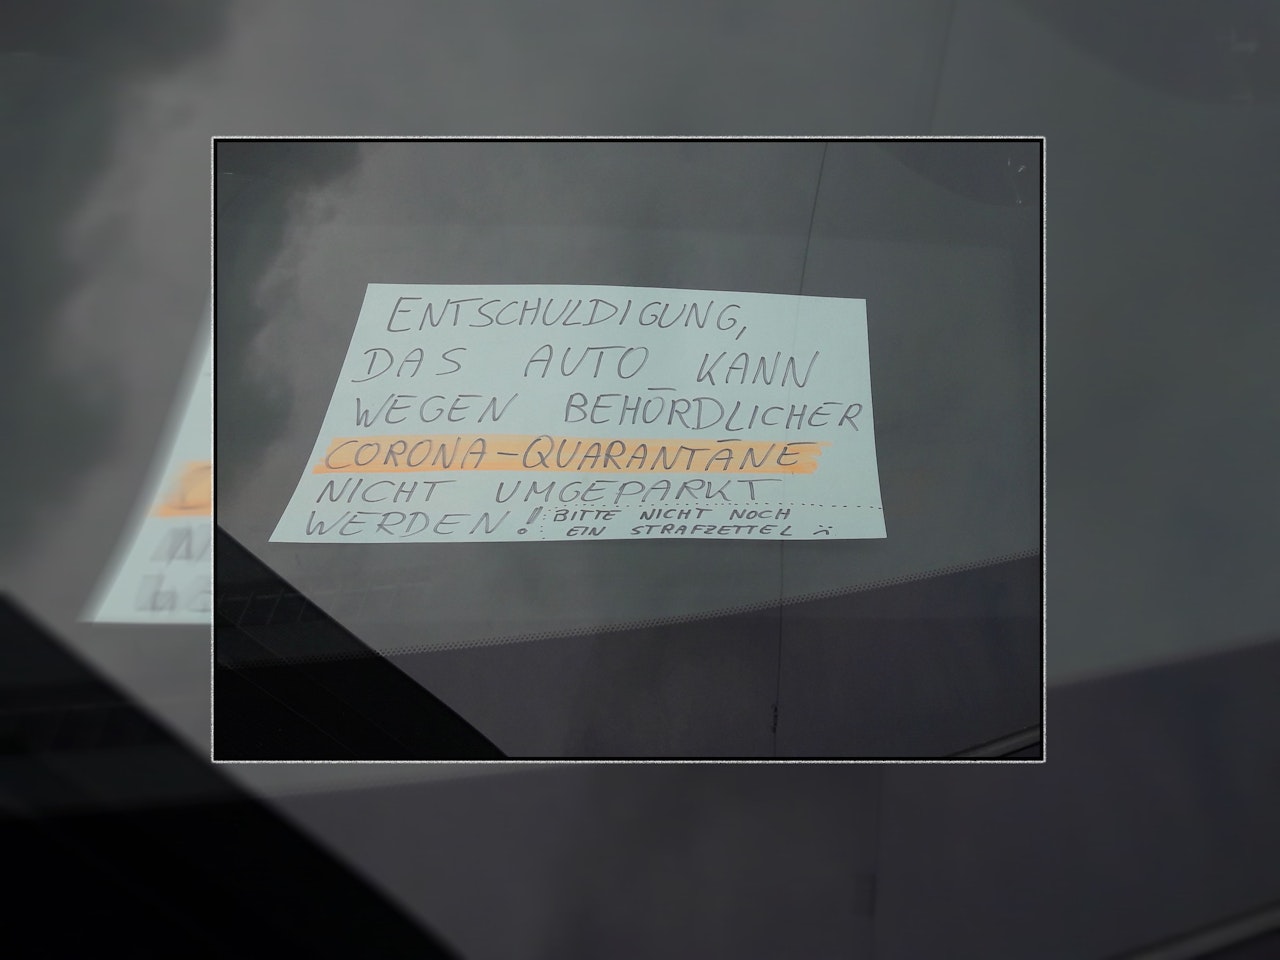 ENTSCHULDIGUNG,
DAS AUTO KANN
WEGEN BEHÖRDLICHER
CORONA-QUARANTÄNE
NICHT UMGEPARKT
WERDEN! BITTE NICHT NOCH
EIN STRAFZETTEL :(